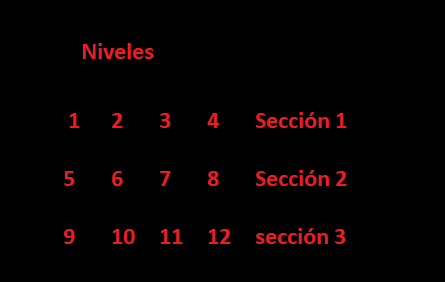 Niveles
1 2 3 4 Sección 1
5 6 7 8 Sección 2
9 10 11 12 sección 3